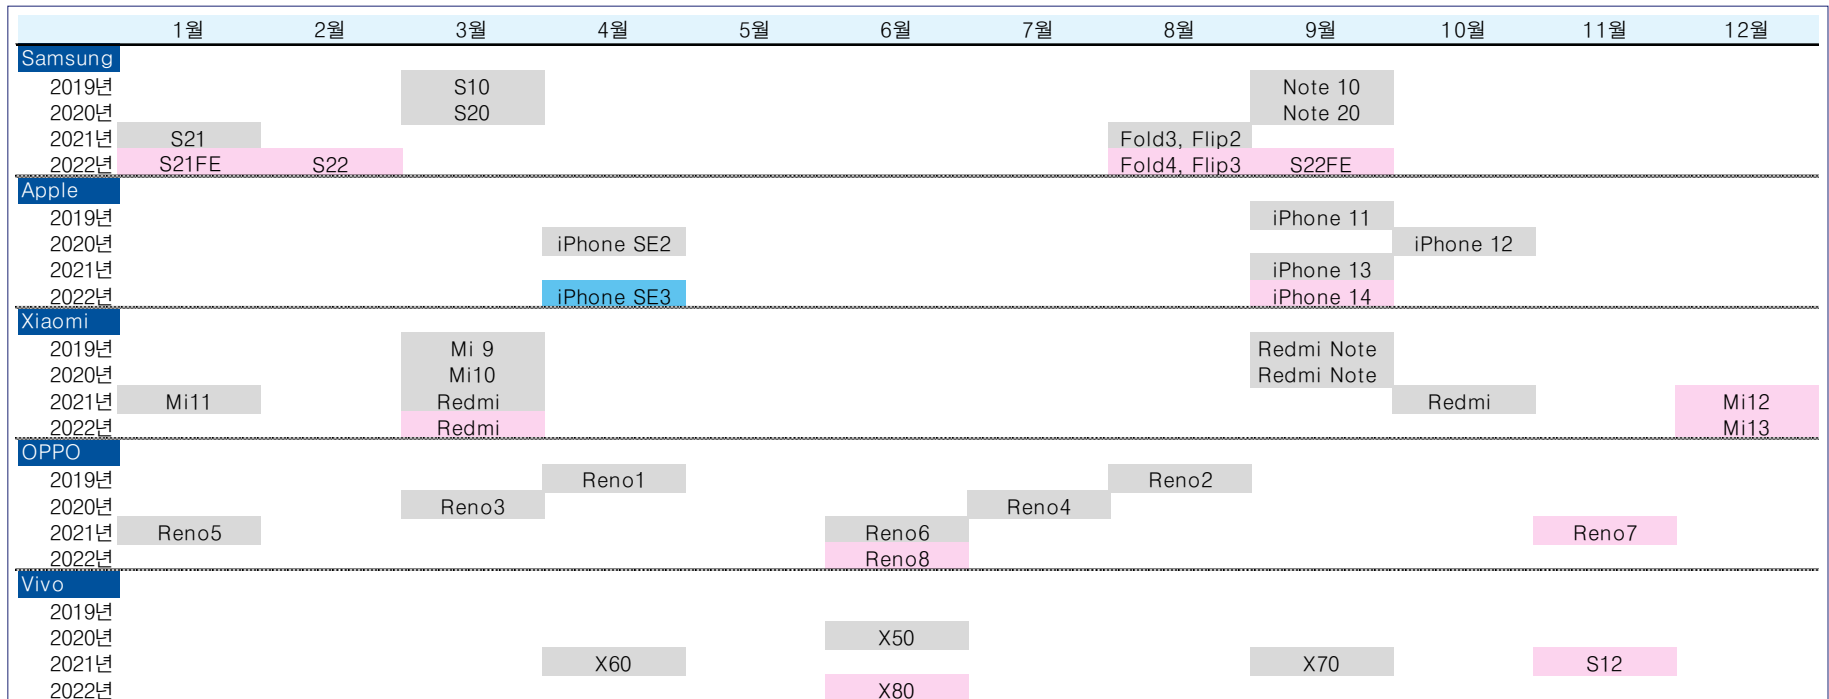 1월 2월 3월 4월 5월 6월 7월 8월 9월 10월 11월 12월
Samsung
2019년 S10 Note 10
2020년 S20 Note 20
2021년 S21 Fold3, Flip2
2022년 S21FE S22 Fold4, Flip3 S22FE
Apple
2019년 iPhone 11
2020년 iPhone SE2 iPhone 12
2021년 iPhone 13
2022년 iPhone SE3 iPhone 14
Xiaomi
2019년 Mi 9 Redmi Note
2020년 Mi10 Redmi Note
2021년 Mi11 Redmi Redmi Mi12
2022년 Redmi Mi13
OPPO
2019년 Reno1 Reno2
2020년 Reno3 Reno4
2021년 Reno5 Reno6 Reno7
2022년 Reno8
Vivo
2019년
2020년 X50
2021년 X60 X70 S12
2022년 X80